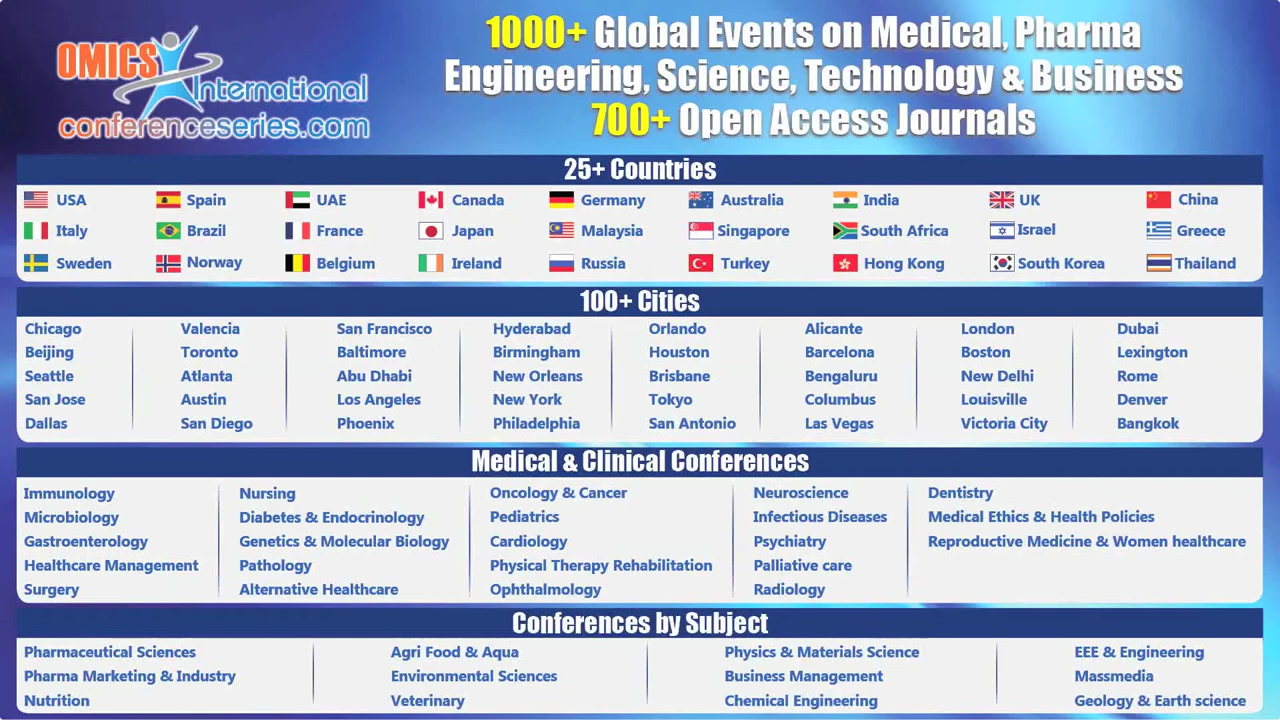 OMICS
International
conferenceseries.com
1000+ Global Events on Medical, Pharma
Engineering, Science, Technology & Business
700+ Open Access Journals
25+ Countries
USA Spain UAE Canada Germany Australia India UK China
Italy Brazil France Japan Malaysia Singapore South Africa Israel Greece
Sweden Norway Belgium Ireland Russia Turkey Hong Kong South Korea Thailand
100+ Cities
Chicago Valencia San Francisco Hyderabad Orlando Alicante London Dubai
Beijing Toronto Baltimore Birmingham Houston Barcelona Boston Lexington
Seattle Atlanta Abu Dhabi New Orleans Brisbane Bengaluru New Delhi Rome
San Jose Austin Los Angeles New York Tokyo Columbus Louisville Denver
Dallas San Diego Phoenix Philadelphia San Antonio Las Vegas Victoria City Bangkok
Medical & Clinical Conferences
Immunology Nursing Oncology & Cancer Neuroscience Dentistry
Microbiology Diabetes & Endocrinology Pediatrics Infectious Diseases Medical Ethics & Health Policies
Gastroenterology Genetics & Molecular Biology Cardiology Psychiatry Reproductive Medicine & Women healthcare
Healthcare Management Pathology Physical Therapy Rehabilitation Palliative care
Surgery Alternative Healthcare Ophthalmology Radiology
Conferences by Subject
Pharmaceutical Sciences Agri Food & Aqua Physics & Materials Science EEE & Engineering
Pharma Marketing & Industry Environmental Sciences Business Management Massmedia
Nutrition Veterinary Chemical Engineering Geology & Earth science